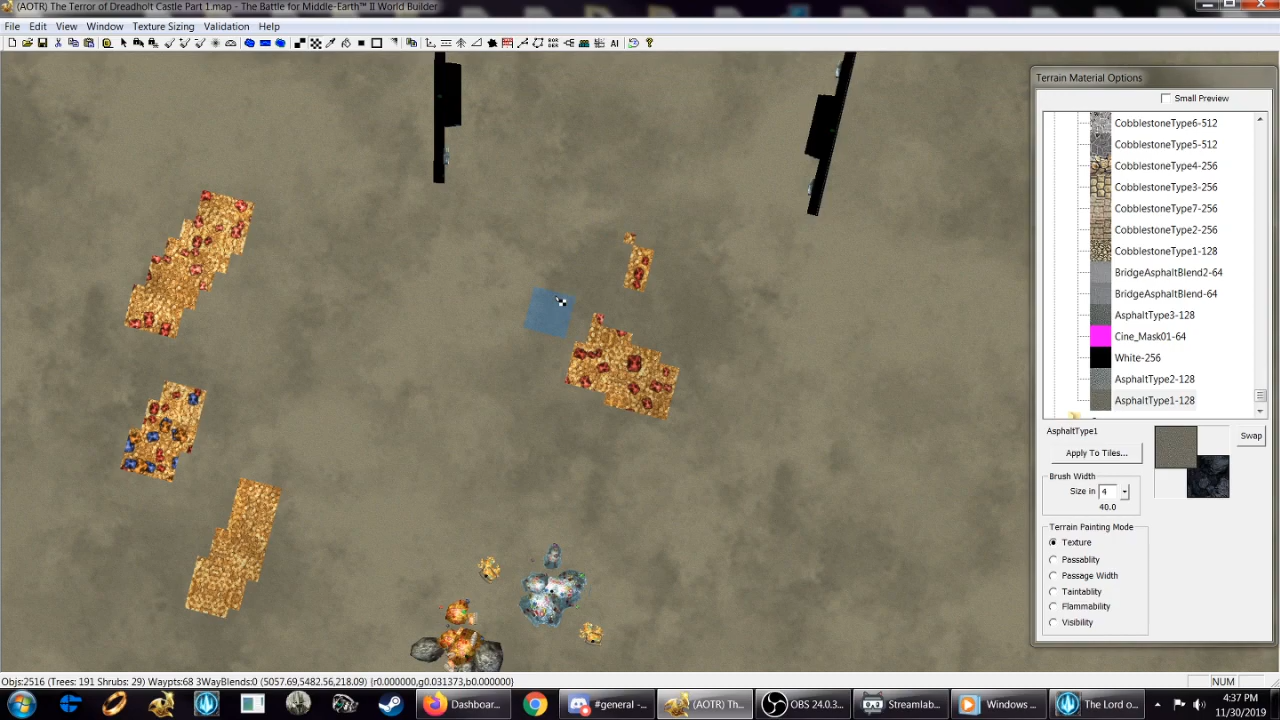 (AOTR) The Terror of Dreadholt Castle Part 1.map - The Battle for Middle-Earth™ II World Builder
File Edit View Window Texture Sizing Validation Help
AI
Terrain Material Options
Small Preview
CobblestoneType6-512
CobblestoneType5-512
CobblestoneType4-256
CobblestoneType3-256
CobblestoneType7-256
CobblestoneType2-256
CobblestoneType1-128
BridgeAsphaltBlend2-64
BridgeAsphaltBlend-64
AsphaltType3-128
Cine_Mask01-64
White-256
AsphaltType2-128
AsphaltType1-128
AsphaltType1
Swap
Apply To Tiles...
Brush Width
Size in 4
40.0
Terrain Painting Mode
Texture
Passablity
Passage Width
Taintablity
Flammability
Visibility
Objs:2516 (Trees: 191 Shrubs: 29) Waypts:68 3WayBlends:0 (5057.69,5482.56,218.09) {r0.000000,g0.031373,b0.000000}
NUM
Dashboar...
#general -...
(AOTR) Th...
OBS 24.0.3...
Streamlab...
Windows ...
The Lord o...
4:37 PM
11/30/2019